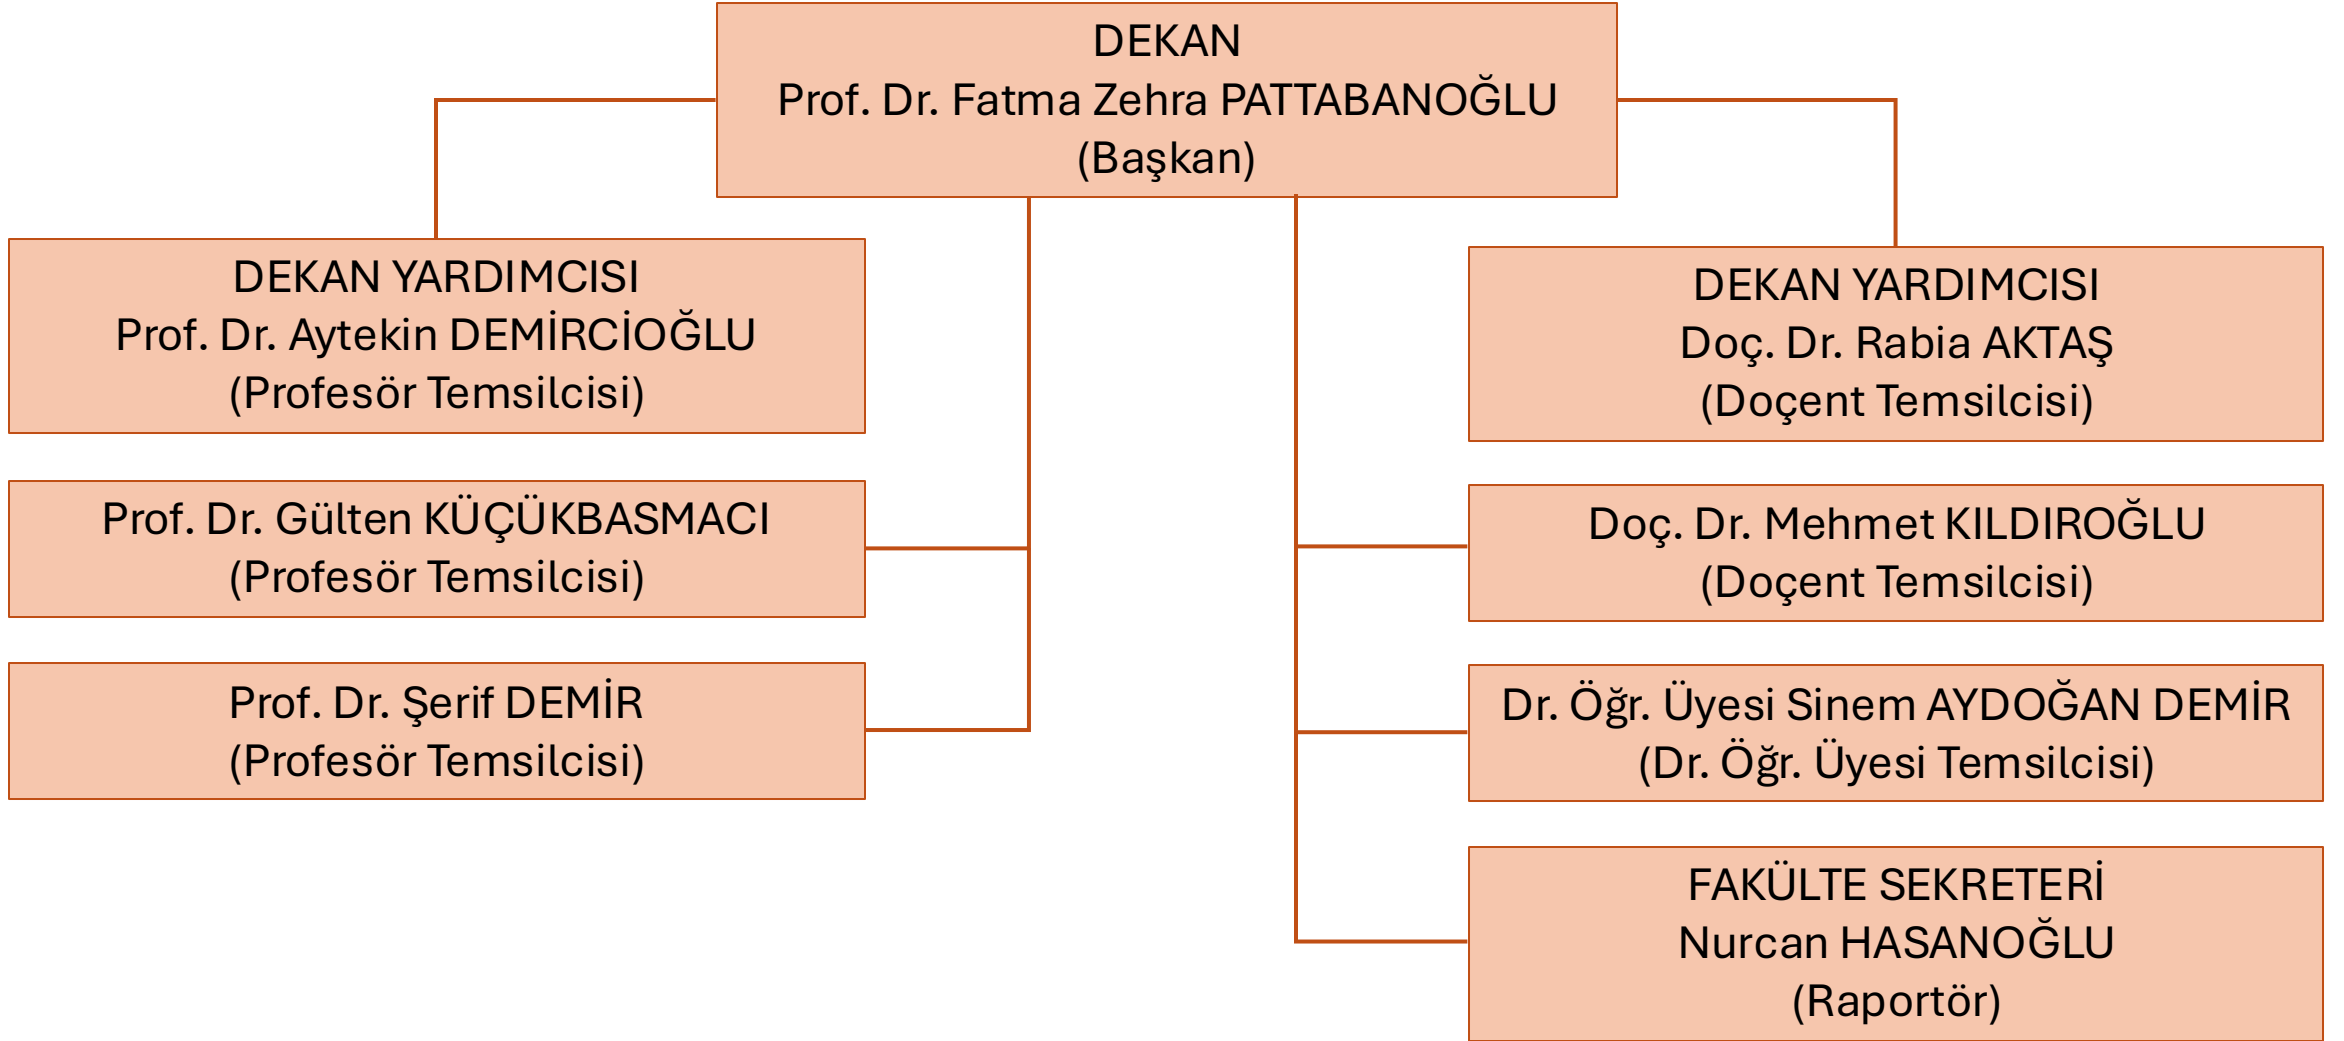 DEKAN
Prof. Dr. Fatma Zehra PATTABANOĞLU
(Başkan)
DEKAN YARDIMCISI
Prof. Dr. Aytekin DEMİRCİOĞLU
(Profesör Temsilcisi)
DEKAN YARDIMCISI
Doç. Dr. Rabia AKTAŞ
(Doçent Temsilcisi)
Prof. Dr. Gülten KÜÇÜKBASMACI
(Profesör Temsilcisi)
Doç. Dr. Mehmet KILDIROĞLU
(Doçent Temsilcisi)
Prof. Dr. Şerif DEMİR
(Profesör Temsilcisi)
Dr. Öğr. Üyesi Sinem AYDOĞAN DEMİR
(Dr. Öğr. Üyesi Temsilcisi)
FAKÜLTE SEKRETERİ
Nurcan HASANOĞLU
(Raportör)